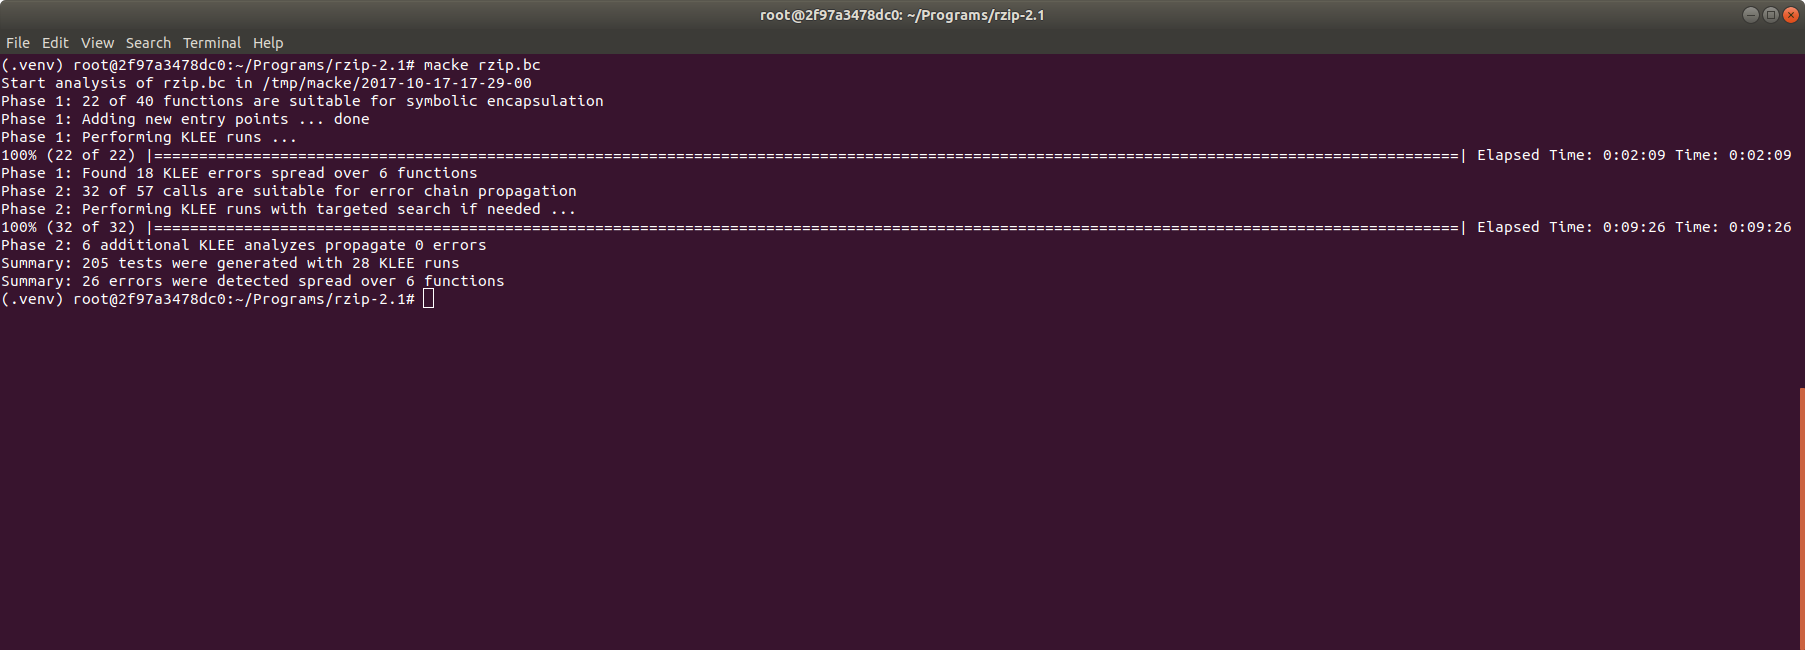 root@2f97a3478dc0: ~/Programs/rzip-2.1
File Edit View Search Terminal Help
(.venv) root@2f97a3478dc0:~/Programs/rzip-2.1# macke rzip.bc
Start analysis of rzip.bc in /tmp/macke/2017-10-17-17-29-00
Phase 1: 22 of 40 functions are suitable for symbolic encapsulation
Phase 1: Adding new entry points ... done
Phase 1: Performing KLEE runs ...
100% (22 of 22) |=================================================================================================================================================| Elapsed Time: 0:02:09 Time: 0:02:09
Phase 1: Found 18 KLEE errors spread over 6 functions
Phase 2: 32 of 57 calls are suitable for error chain propagation
Phase 2: Performing KLEE runs with targeted search if needed ...
100% (32 of 32) |=================================================================================================================================================| Elapsed Time: 0:09:26 Time: 0:09:26
Phase 2: 6 additional KLEE analyzes propagate 0 errors
Summary: 205 tests were generated with 28 KLEE runs
Summary: 26 errors were detected spread over 6 functions
(.venv) root@2f97a3478dc0:~/Programs/rzip-2.1#